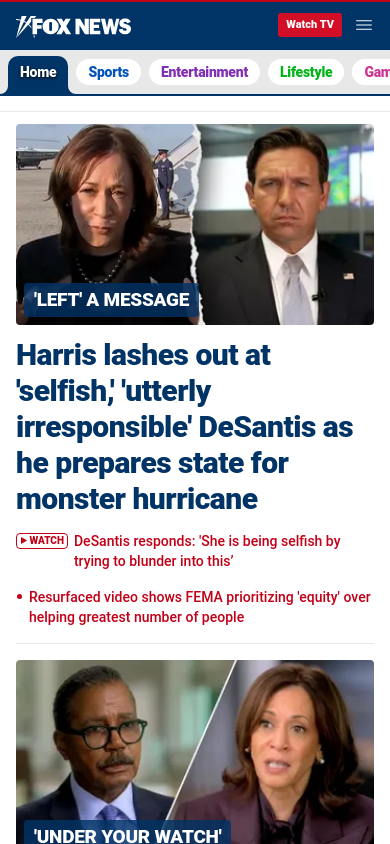 FOX NEWS
Watch TV
Home
Sports
Entertainment
Lifestyle
Gam
'LEFT' A MESSAGE
Harris lashes out at
'selfish,' 'utterly
irresponsible' DeSantis as
he prepares state for
monster hurricane
WATCH DeSantis responds: 'She is being selfish by
trying to blunder into this’
• Resurfaced video shows FEMA prioritizing 'equity' over
helping greatest number of people
'UNDER YOUR WATCH'